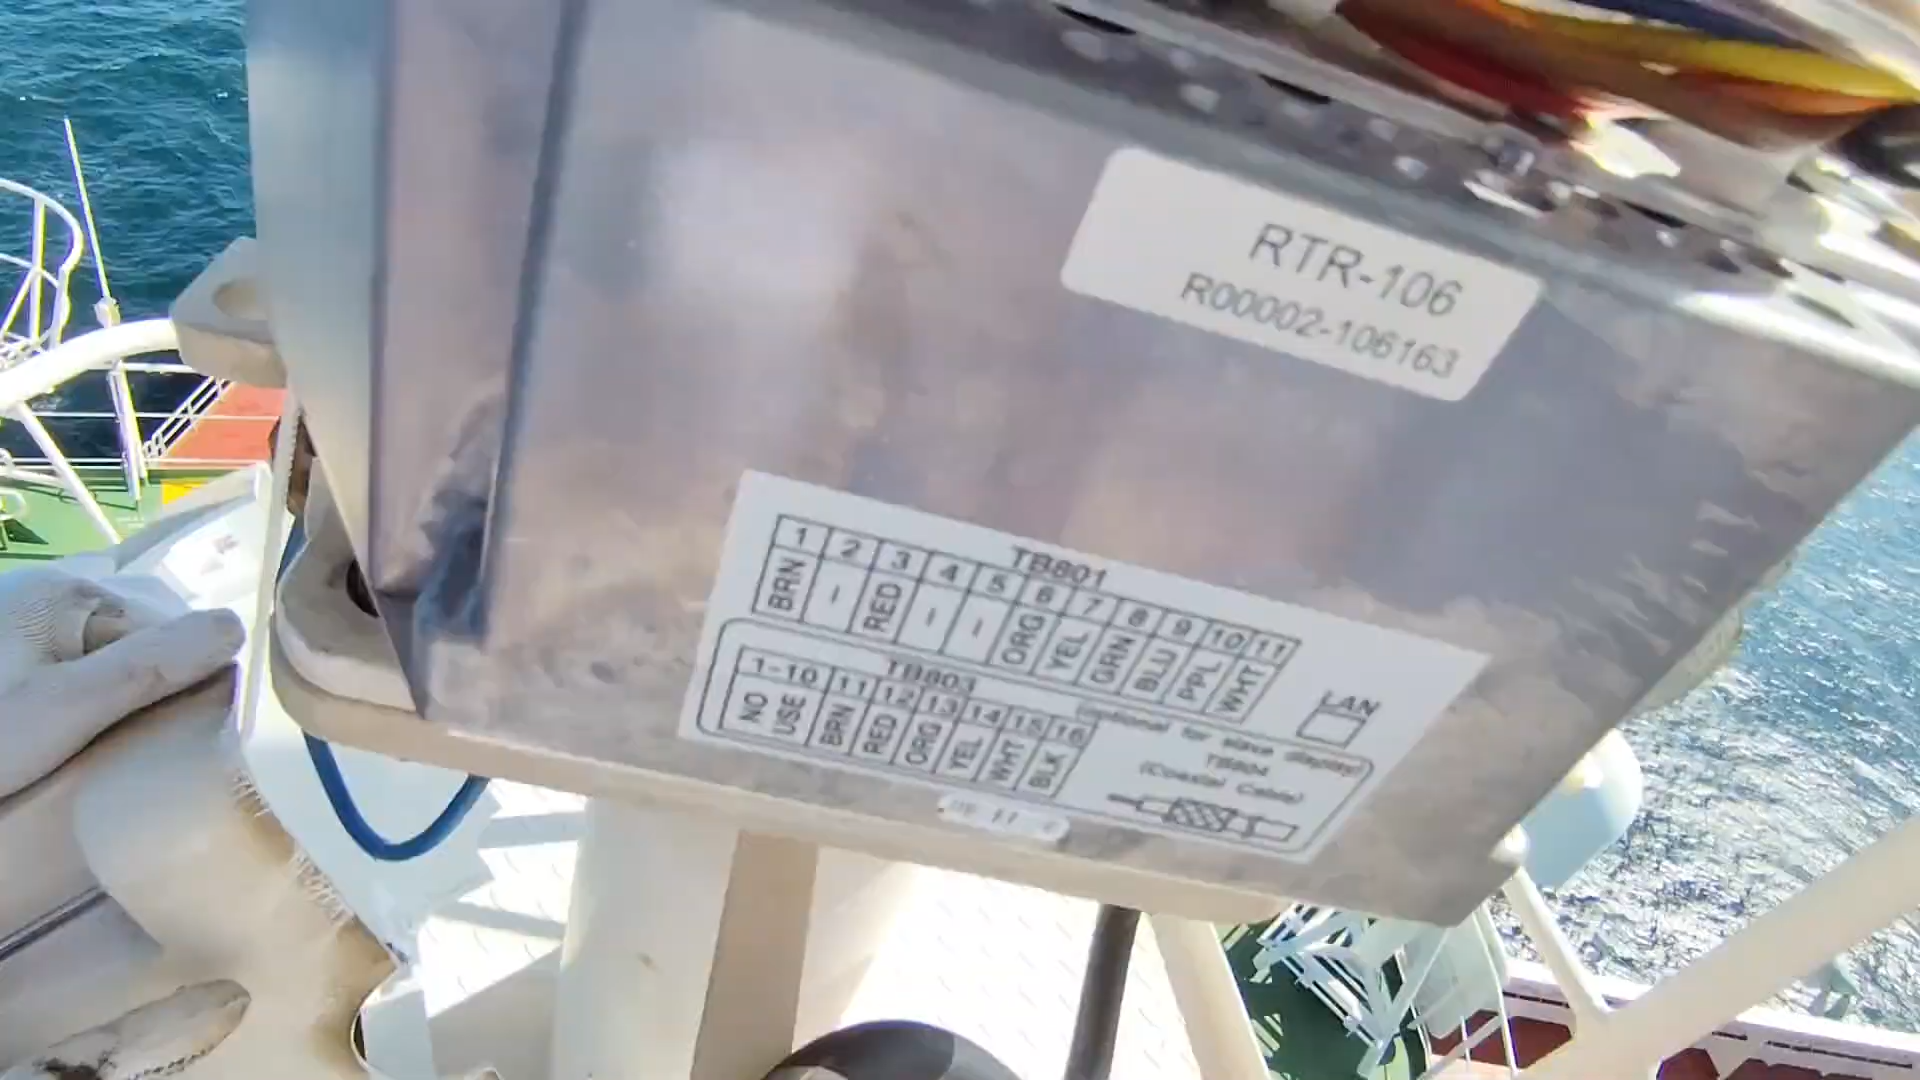 RTR-106
R00002-106163
TB801
1 2 3 4 5 6 7 8 9 10 11
BRN - RED - - ORG YEL GRN BLU PPL WHT
LAN
TB803
(optional for slave display)
1-10 11 12 13 14 15 16
NO USE BRN RED ORG YEL WHT BLK
TB804
(Coaxial Cable)